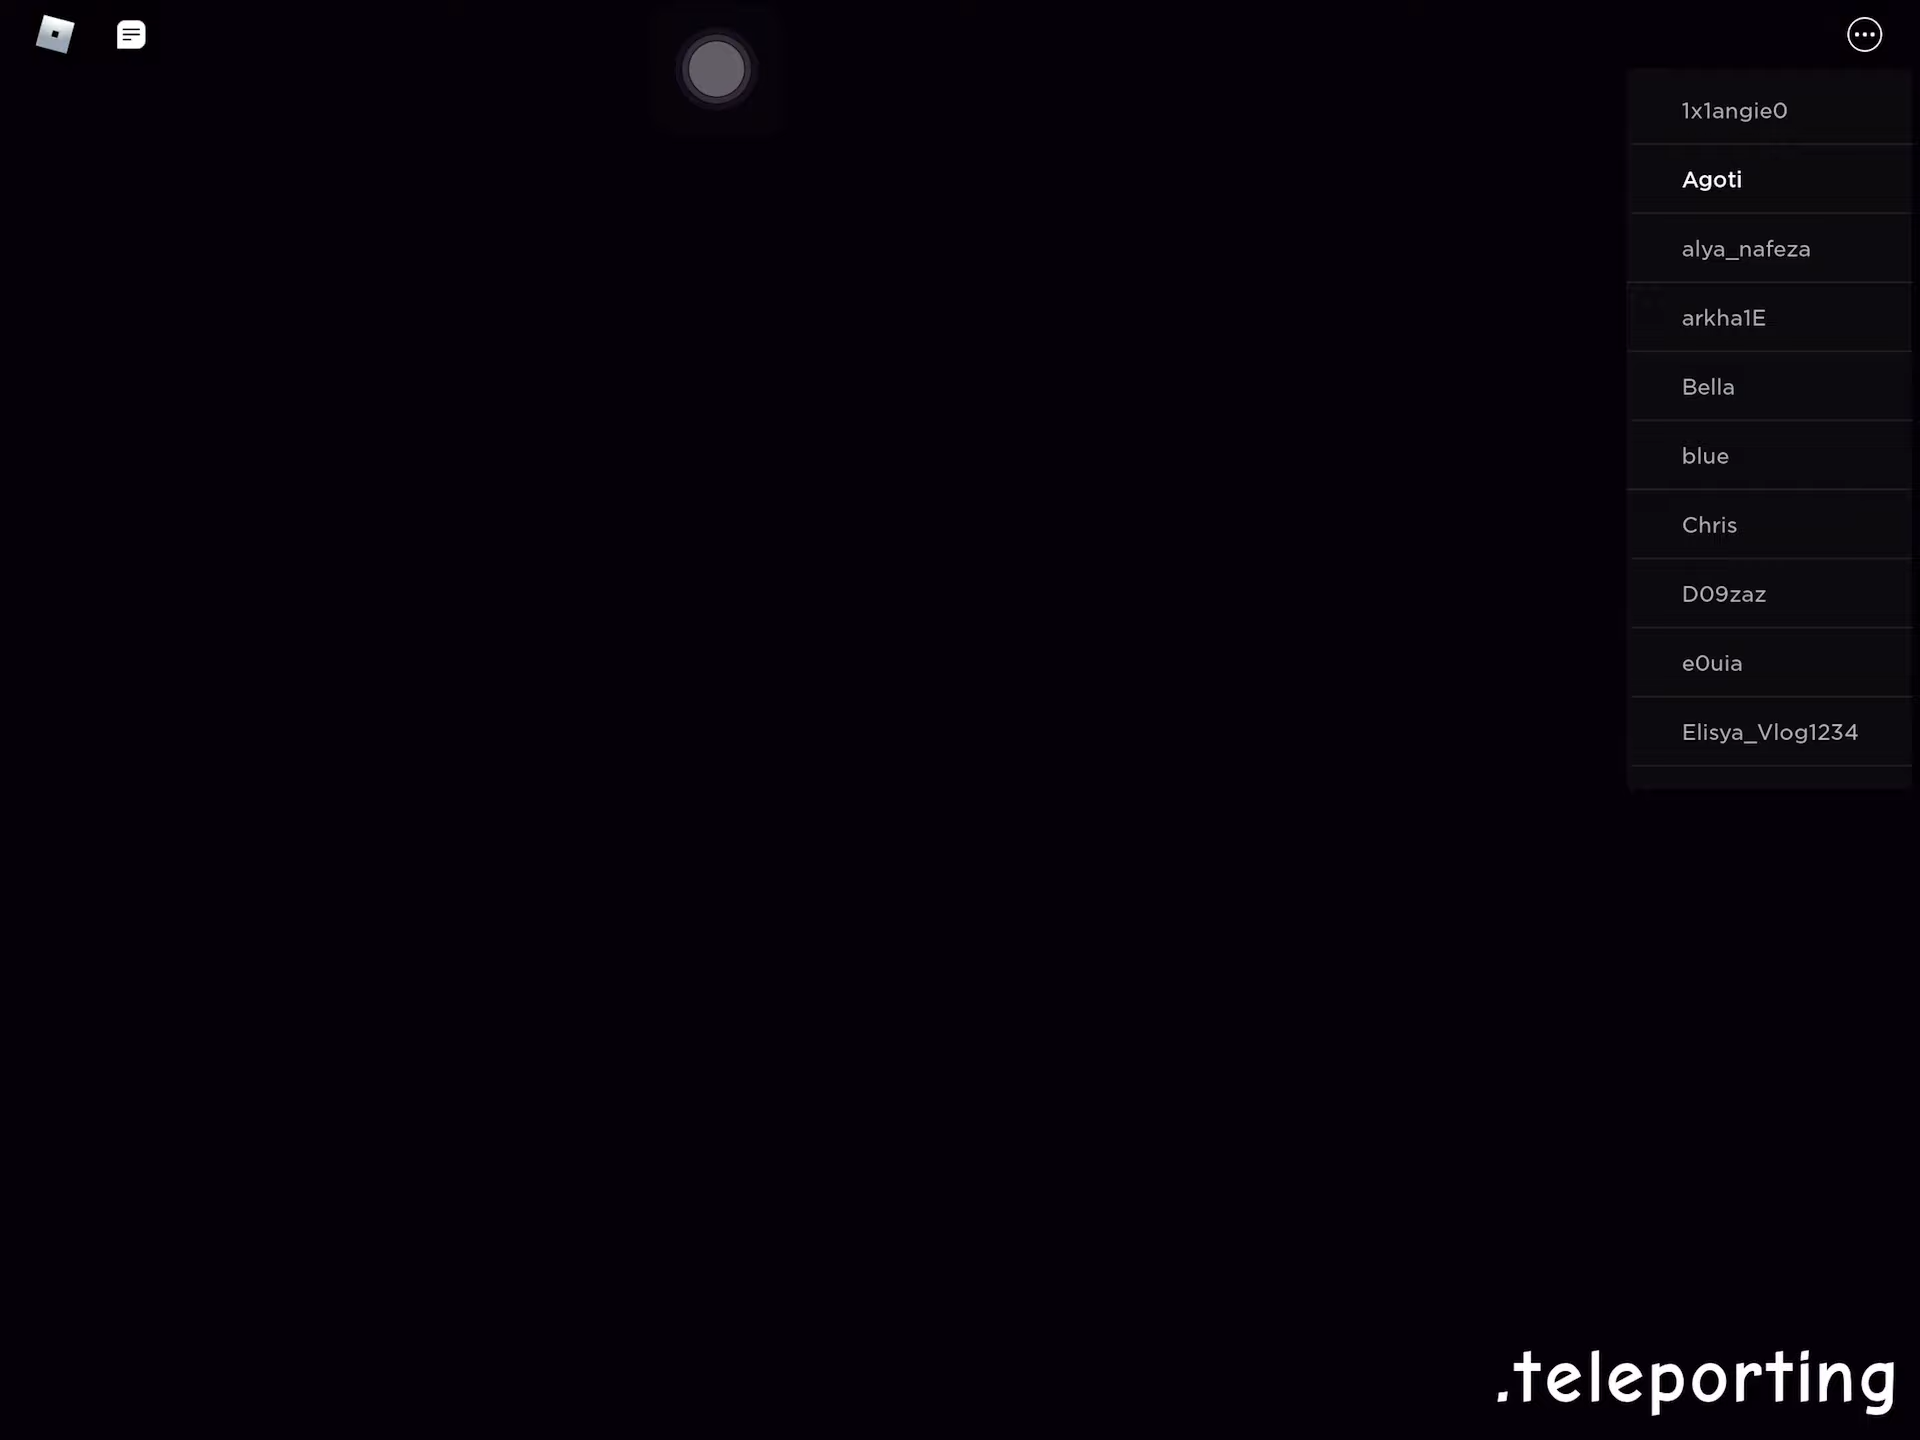 1x1angie0
Agoti
alya_nafeza
arkha1E
Bella
blue
Chris
D09zaz
e0uia
Elisya_Vlog1234
.teleporting